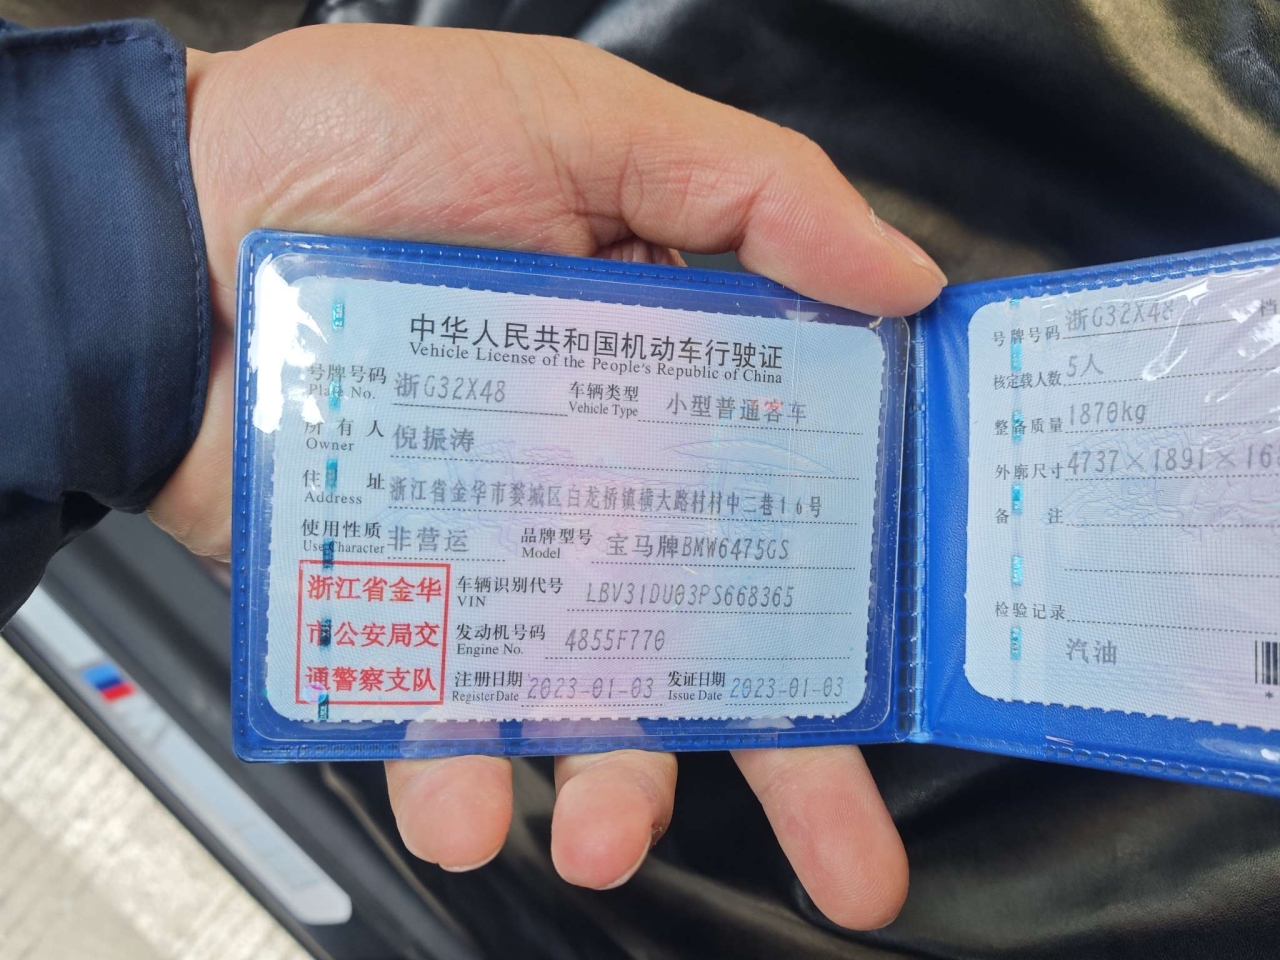 中华人民共和国机动车行驶证
Vehicle License of the People's Republic of China
号牌号码 浙G32X48 车辆类型 小型普通客车
Plate No. Vehicle Type
所有人 倪振涛
Owner
住址 浙江省金华市婺城区白龙桥镇横大路村村中二巷16号
Address
使用性质 非营运 品牌型号 宝马牌BMW6475GS
Use Character Model
浙江省金华
市公安局交
通警察支队
车辆识别代号 LBV31DU03PS668365
VIN
发动机号码 4855F770
Engine No.
注册日期 2023-01-03 发证日期 2023-01-03
Register Date Issue Date
号牌号码 浙G32X48 档
核定载人数 5人
整备质量 1870kg
外廓尺寸 4737×1891×16
备注
检验记录
汽油
*